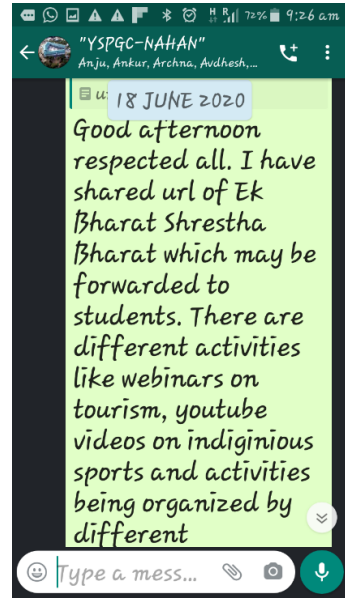 72% 9:26 am
"YSPGC-NAHAN"
Anju, Ankur, Archna, Avdhesh,...
18 JUNE 2020
Good afternoon
respected all. I have
shared url of Ek
Bharat Shrestha
Bharat which may be
forwarded to
students. There are
different activities
like webinars on
tourism, youtube
videos on indiginious
sports and activities
being organized by
different
Type a mess...